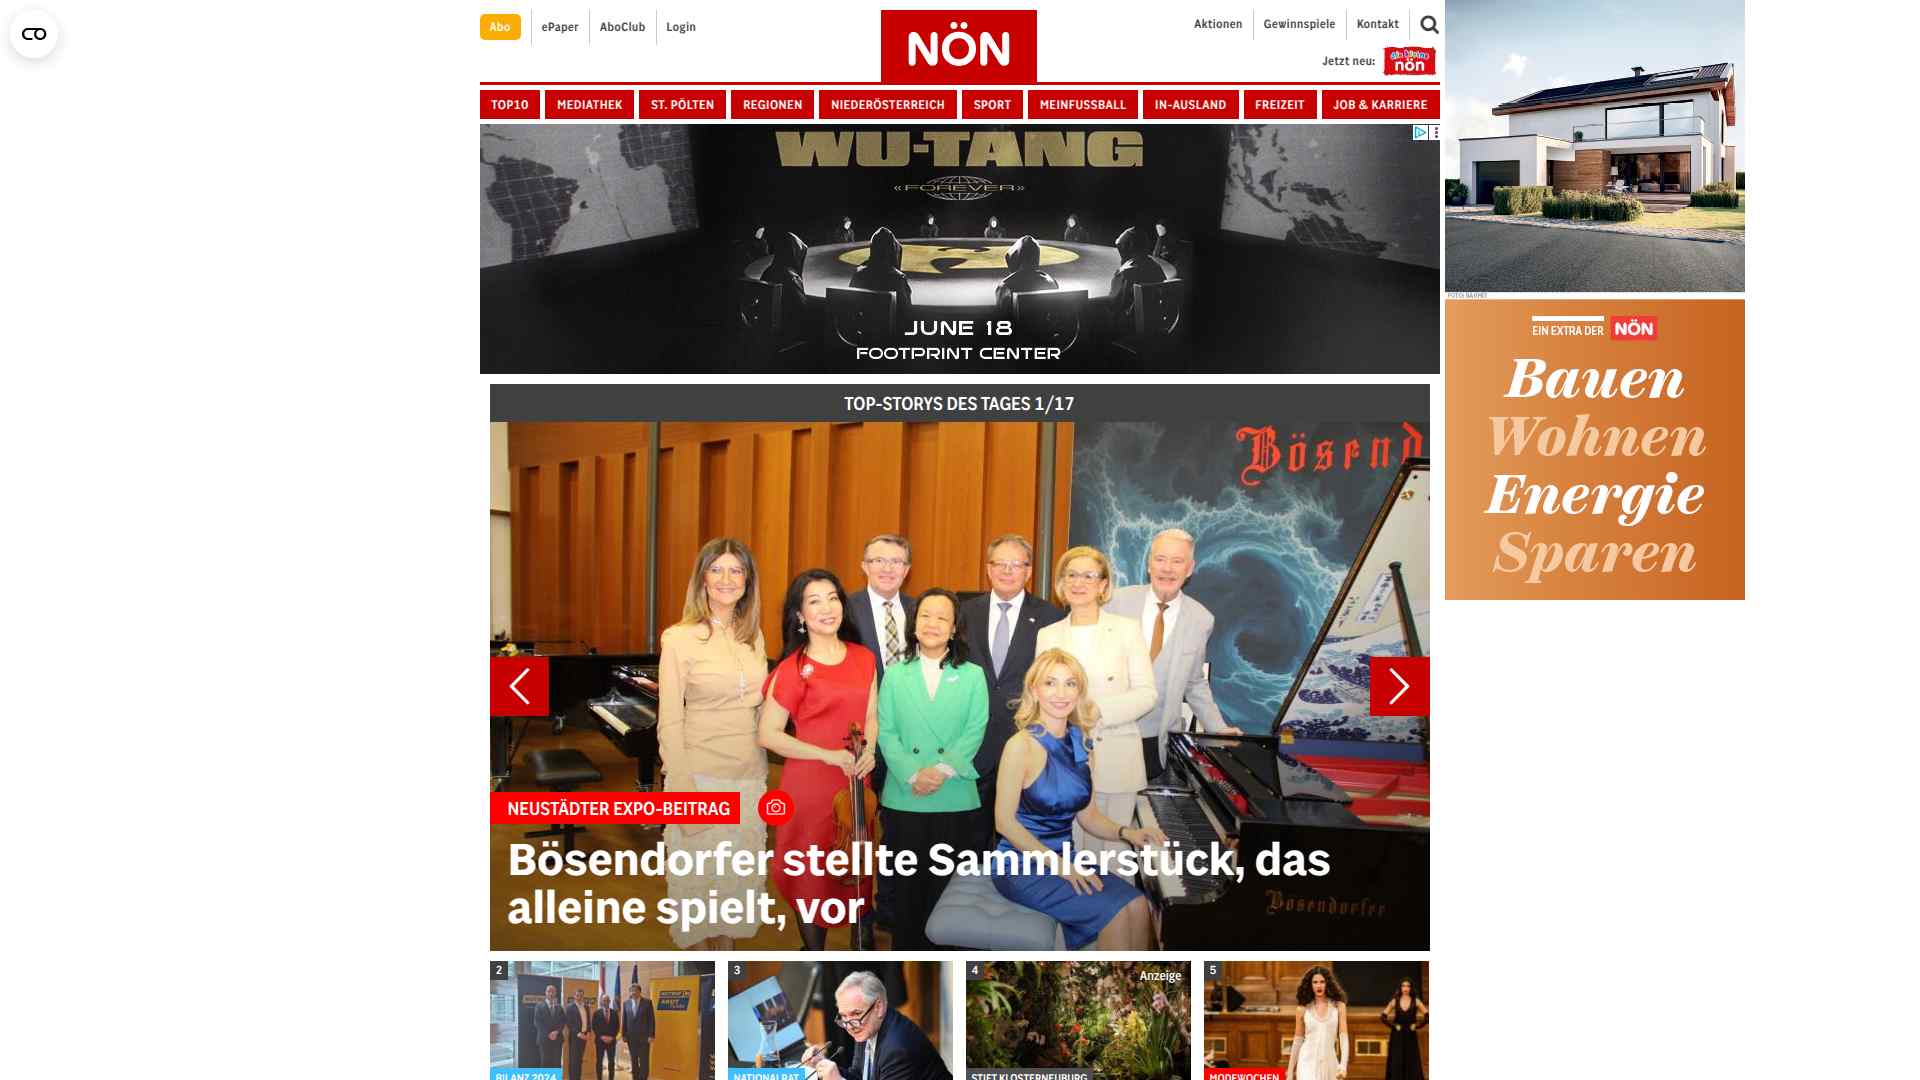 Abo
ePaper
AboClub
Login
NÖN
Aktionen
Gewinnspiele
Kontakt
Jetzt neu:
die kleine
nön
TOP10
MEDIATHEK
ST. PÖLTEN
REGIONEN
NIEDERÖSTERREICH
SPORT
MEINFUSSBALL
IN-AUSLAND
FREIZEIT
JOB & KARRIERE
WU-TANG
«FOREVER»
JUNE 18
FOOTPRINT CENTER
EIN EXTRA DER NÖN
Bauen
Wohnen
Energie
Sparen
TOP-STORYS DES TAGES 1/17
Bösend
Bösendorfer
NEUSTÄDTER EXPO-BEITRAG
Bösendorfer stellte Sammlerstück, das
alleine spielt, vor
2
3
4
Anzeige
5
BILANZ 2024
NATIONALRAT
STIFT KLOSTERNEUBURG
MODEWOCHEN